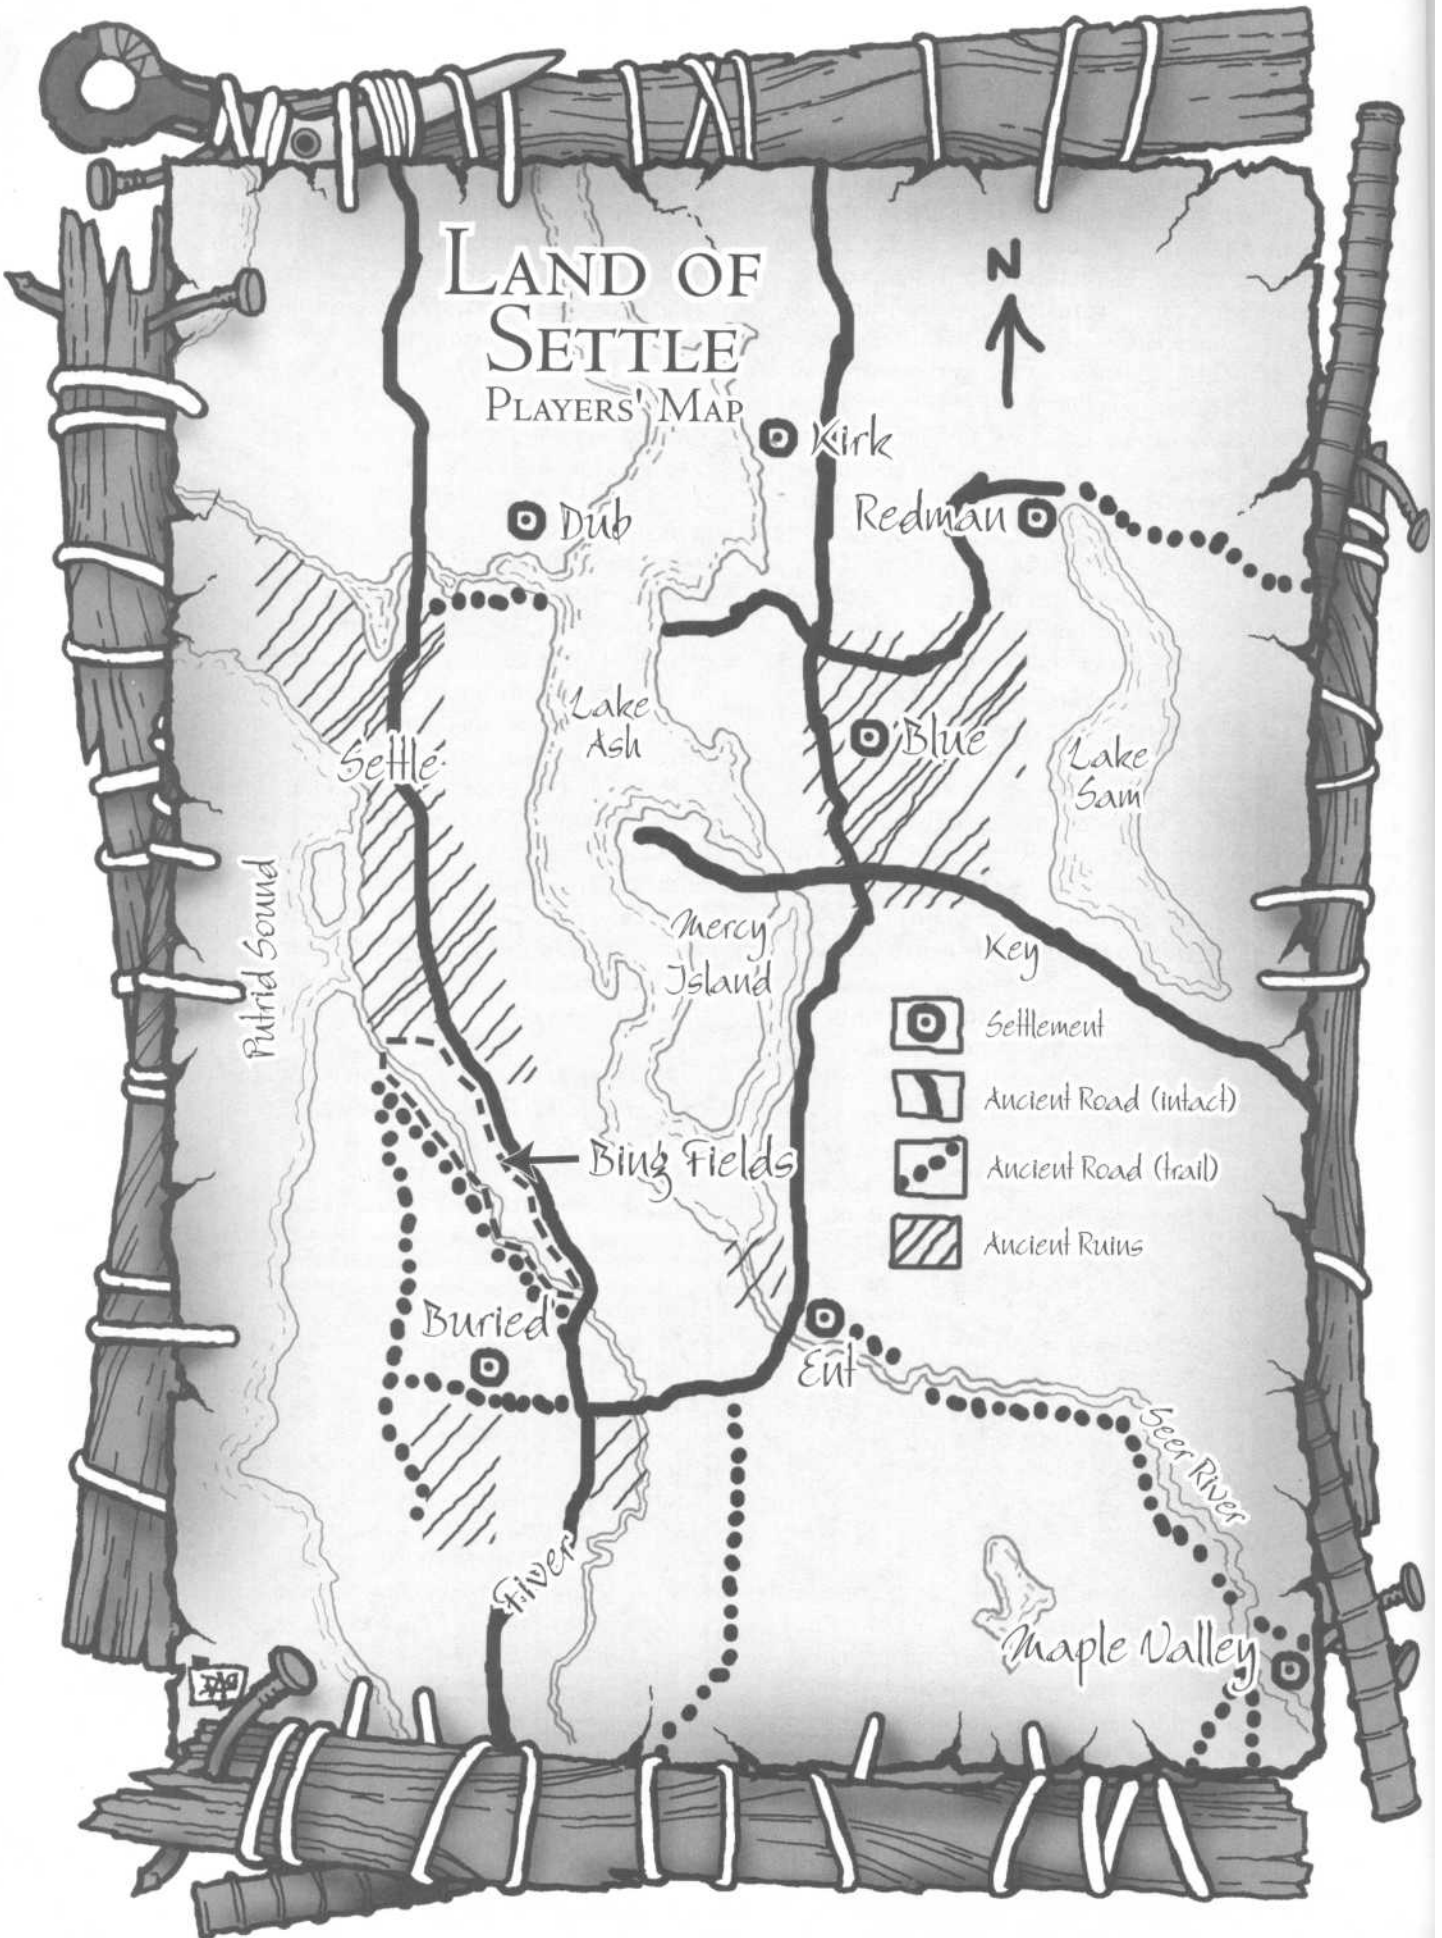 LAND OF
SETTLE
PLAYERS' MAP
N
Kirk
Redman
Dub
Lake
Ash
Blue
Settle
Lake
Sam
Putrid Sound
Mercy
Island
Key
Settlement
Ancient Road (intact)
Bing Fields
Ancient Road (trail)
Ancient Ruins
Buried
Ent
Seer River
Fiver
Maple Valley